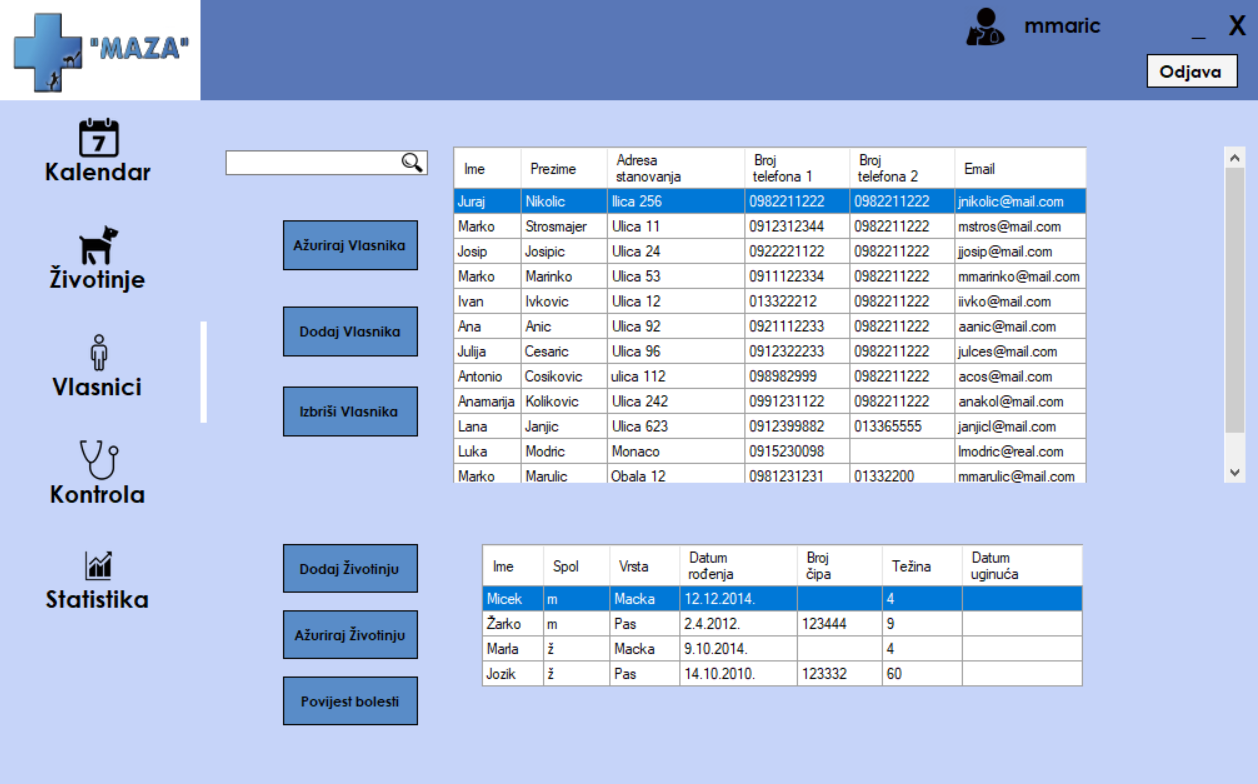 "MAZA"
mmaric
_ X
Odjava
7
Kalendar
Životinje
Vlasnici
Kontrola
Statistika
Ažuriraj Vlasnika
Dodaj Vlasnika
Izbriši Vlasnika
Ime Prezime Adresa stanovanja Broj telefona 1 Broj telefona 2 Email
Juraj Nikolic Ilica 256 0982211222 0982211222 jnikolic@mail.com
Marko Strosmajer Ulica 11 0912312344 0982211222 mstros@mail.com
Josip Josipic Ulica 24 0922221122 0982211222 jjosip@mail.com
Marko Marinko Ulica 53 0911122334 0982211222 mmarinko@mail.com
Ivan Ivkovic Ulica 12 013322212 0982211222 iivko@mail.com
Ana Anic Ulica 92 0921112233 0982211222 aanic@mail.com
Julija Cesaric Ulica 96 0912322233 0982211222 julces@mail.com
Antonio Cosikovic ulica 112 098982999 0982211222 acos@mail.com
Anamarija Kolikovic Ulica 242 0991231122 0982211222 anakol@mail.com
Lana Janjic Ulica 623 0912399882 013365555 janjicl@mail.com
Luka Modric Monaco 0915230098 lmodric@real.com
Marko Marulic Obala 12 0981231231 01332200 mmarulic@mail.com
Dodaj Životinju
Ažuriraj Životinju
Povijest bolesti
Ime Spol Vrsta Datum rođenja Broj čipa Težina Datum uginuća
Micek m Macka 12.12.2014. 4
Žarko m Pas 2.4.2012. 123444 9
Marla ž Macka 9.10.2014. 4
Jozik ž Pas 14.10.2010. 123332 60